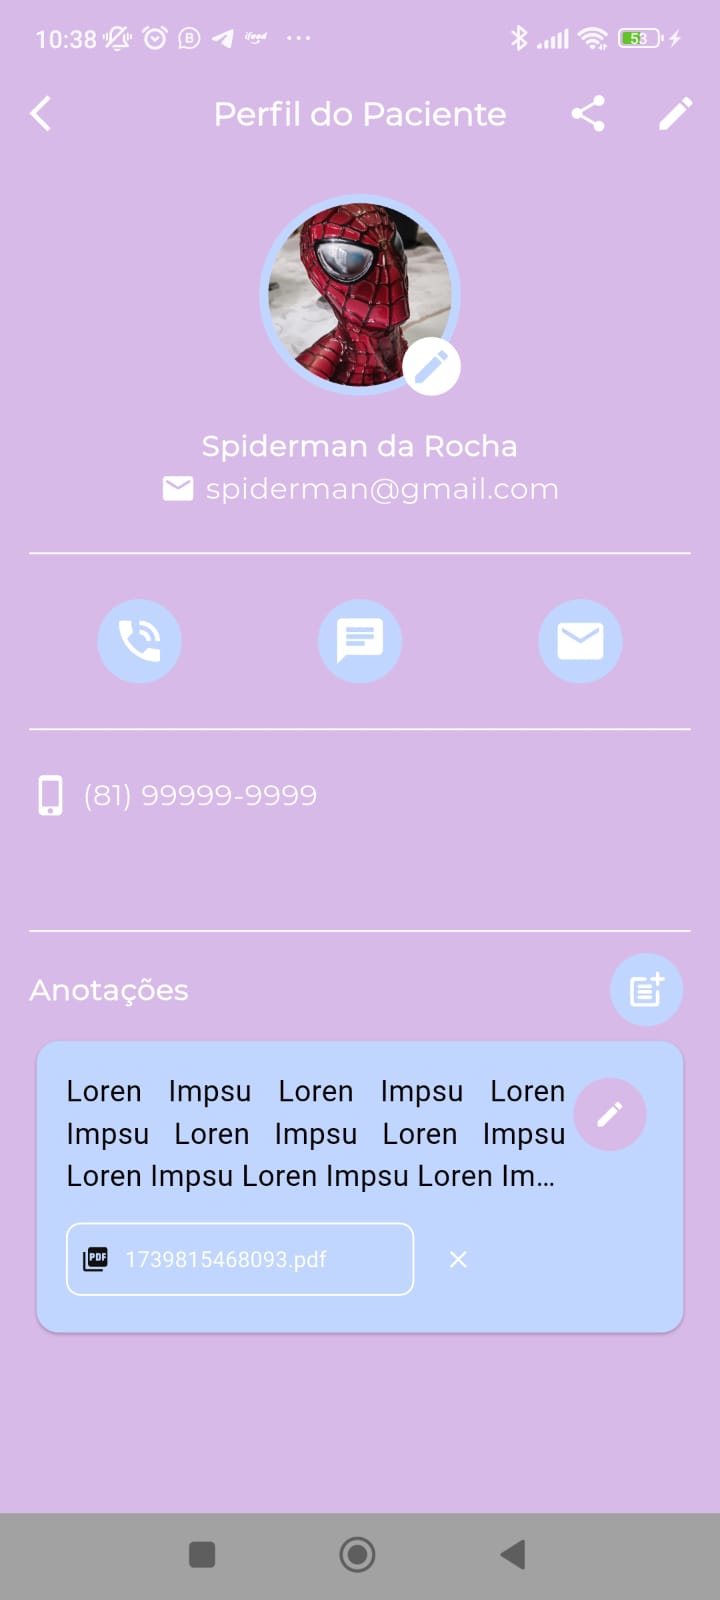 10:38 B ifood 53
Perfil do Paciente
Spiderman da Rocha
spiderman@gmail.com
(81) 99999-9999
Anotações
Loren Impsu Loren Impsu Loren
Impsu Loren Impsu Loren Impsu
Loren Impsu Loren Impsu Loren Im...
PDF 1739815468093.pdf